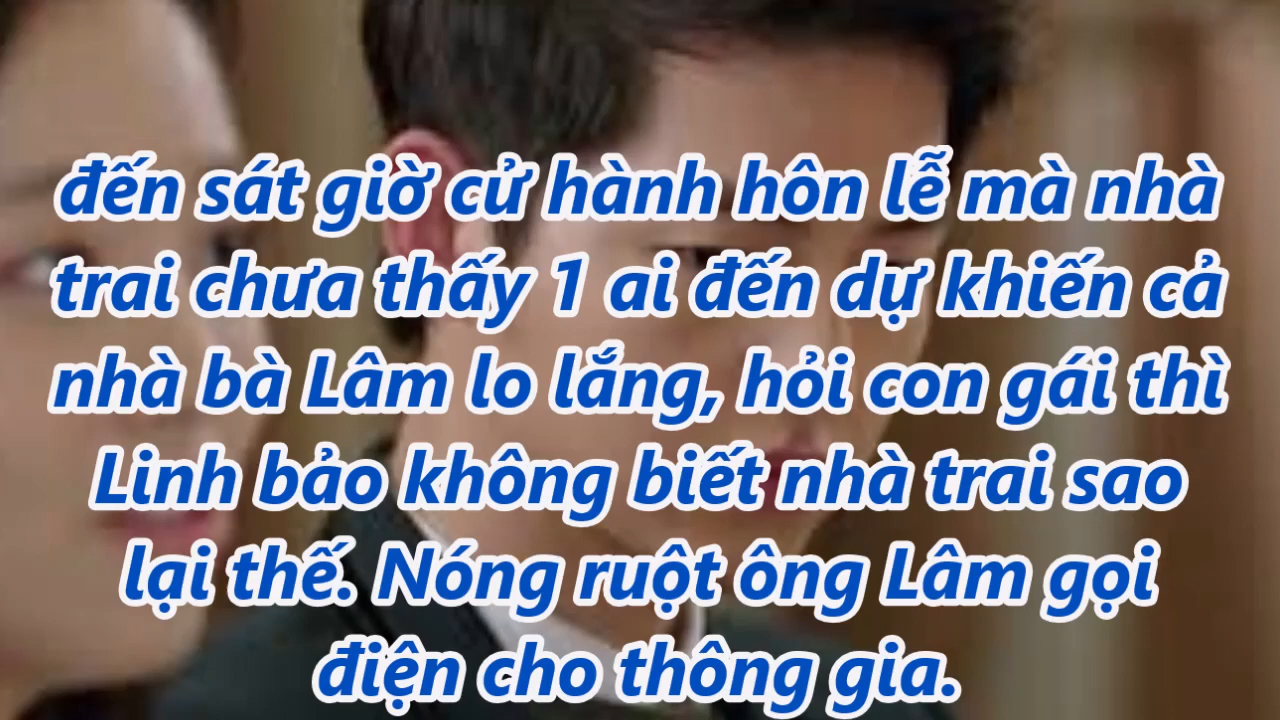 đến sát giờ cử hành hôn lễ mà nhà
trai chưa thấy 1 ai đến dự khiến cả
nhà bà Lâm lo lắng, hỏi con gái thì
Linh bảo không biết nhà trai sao
lại thế. Nóng ruột ông Lâm gọi
điện cho thông gia.